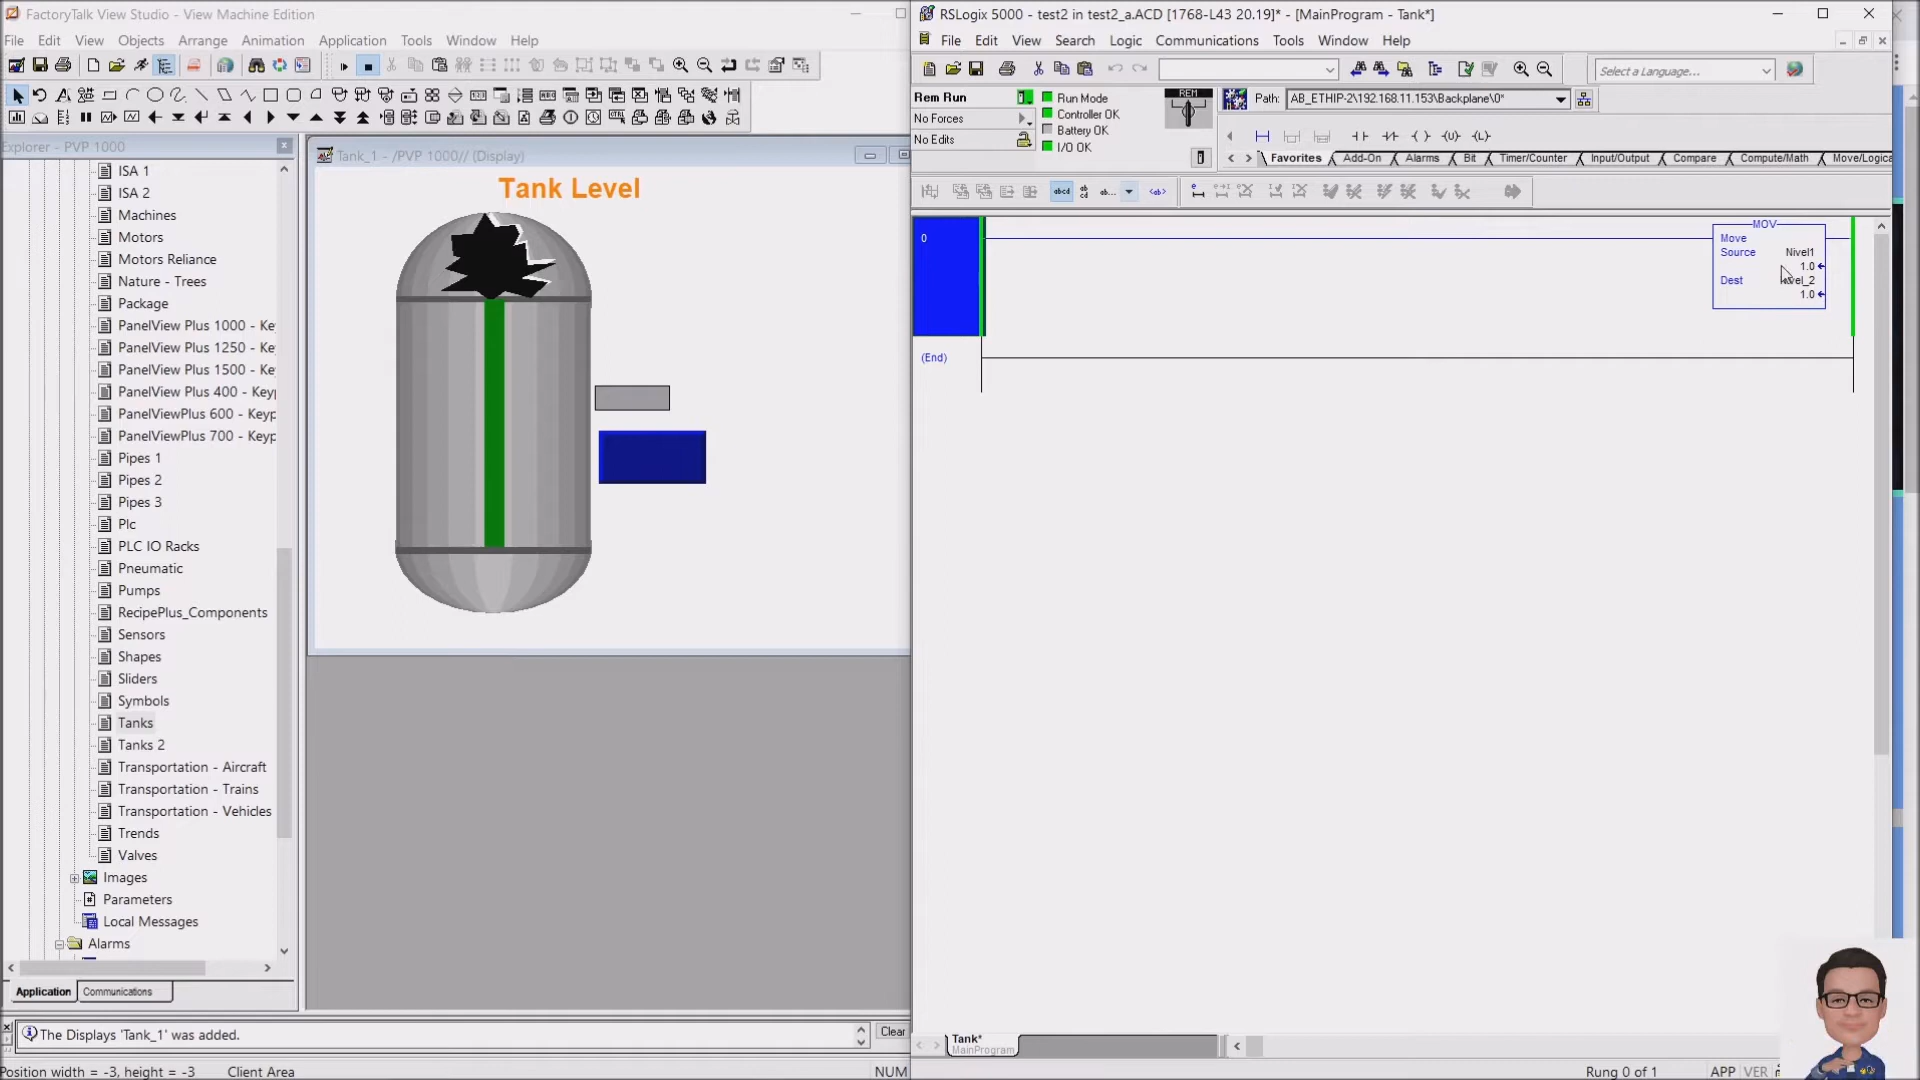 FactoryTalk View Studio - View Machine Edition
File Edit View Objects Arrange Animation Application Tools Window Help
Explorer - PVP 1000
ISA 1
ISA 2
Machines
Motors
Motors Reliance
Nature - Trees
Package
PanelView Plus 1000 - Key
PanelView Plus 1250 - Ke
PanelView Plus 1500 - Ke
PanelView Plus 400 - Keyp
PanelViewPlus 600 - Keyp
PanelViewPlus 700 - Keyp
Pipes 1
Pipes 2
Pipes 3
Plc
PLC IO Racks
Pneumatic
Pumps
RecipePlus_Components
Sensors
Shapes
Sliders
Symbols
Tanks
Tanks 2
Transportation - Aircraft
Transportation - Trains
Transportation - Vehicles
Trends
Valves
Images
Parameters
Local Messages
Alarms
Application Communications
The Displays 'Tank_1' was added.
Clear
Position width = -3, height = -3 Client Area NUM
Tank_1 - /PVP 1000// (Display)
Tank Level
RSLogix 5000 - test2 in test2_a.ACD [1768-L43 20.19]* - [MainProgram - Tank*]
File Edit View Search Logic Communications Tools Window Help
Select a Language...
Rem Run
No Forces
No Edits
Run Mode
Controller OK
Battery OK
I/O OK
REM
Path: AB_ETHIP-2\192.168.11.153\Backplane\0*
Favorites Add-On Alarms Bit Timer/Counter Input/Output Compare Compute/Math Move/Logica
0
MOV
Move
Source Nivel1
1.0
Dest
1.0
(End)
Tank*
MainProgram
Rung 0 of 1 APP VER